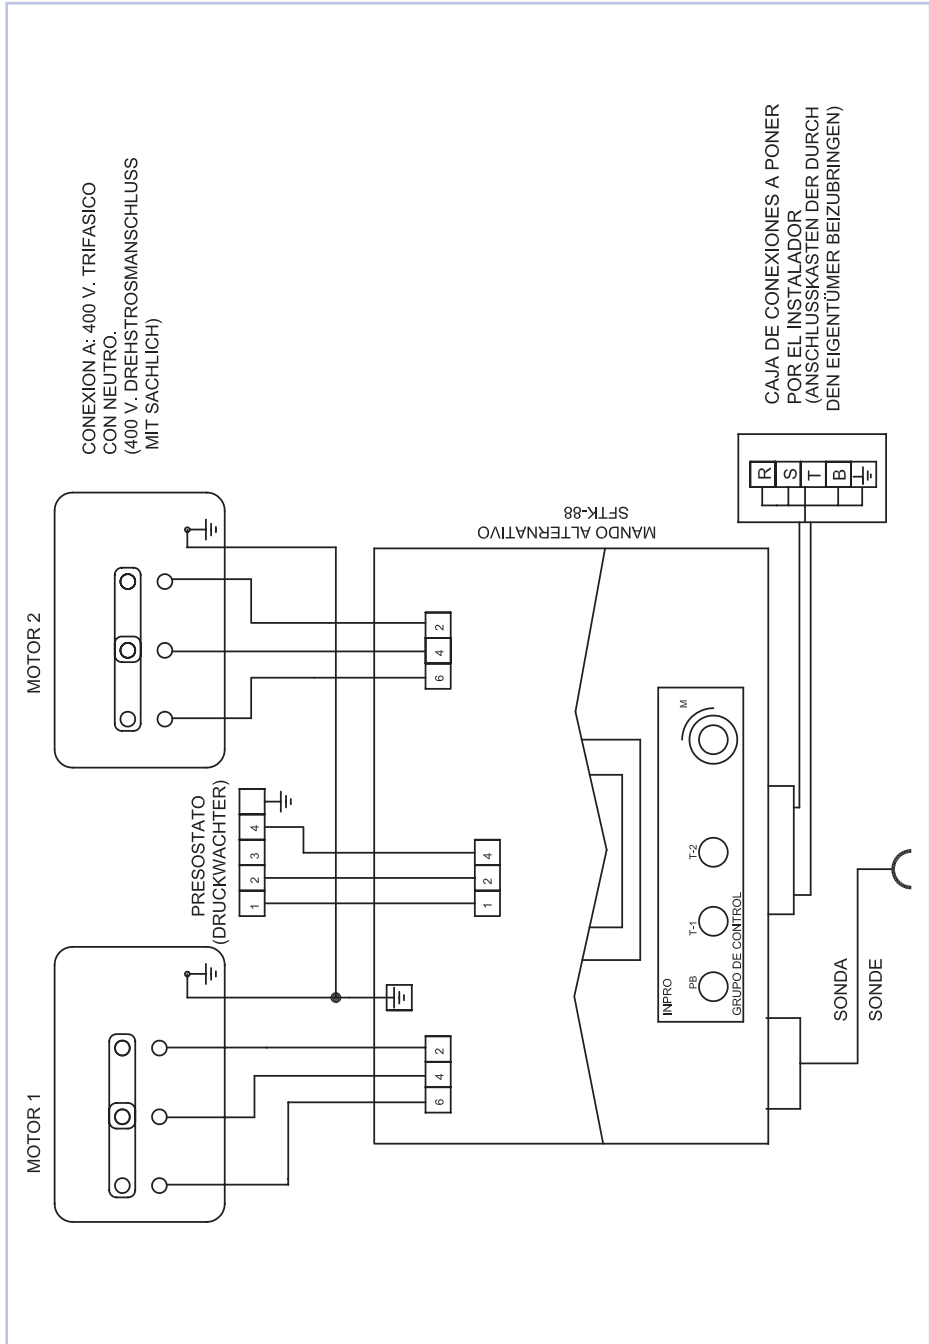 CONEXION A: 400 V. TRIFASICO
CON NEUTRO.
(400 V. DREHSTROSMANSCHLUSS
MIT SACHLICH)
MOTOR 1
PRESOSTATO
(DRUCKWACHTER)
1 2 3 4
MOTOR 2
6 4 2
1 2 4
6 4 2
MANDO ALTERNATIVO
SFTK-88
INPRO
PB
T-1
T-2
M
GRUPO DE CONTROL
SONDA
SONDE
R
S
T
B
CAJA DE CONEXIONES A PONER
POR EL INSTALADOR
(ANSCHLUSSKASTEN DER DURCH
DEN EIGENTÜMER BEIZUBRINGEN)